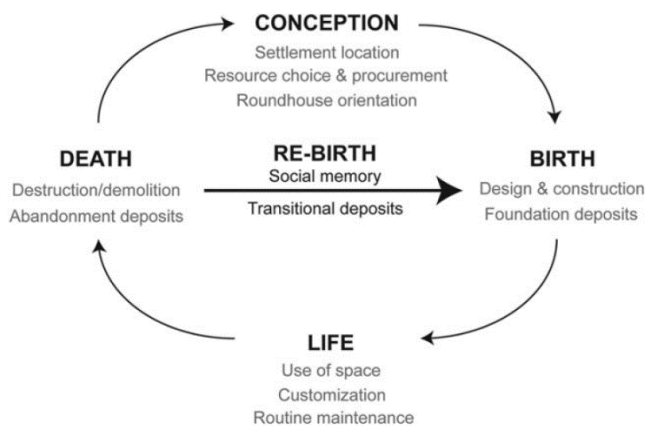 CONCEPTION
Settlement location
Resource choice & procurement
Roundhouse orientation
DEATH
Destruction/demolition
Abandonment deposits
RE-BIRTH
Social memory
Transitional deposits
BIRTH
Design & construction
Foundation deposits
LIFE
Use of space
Customization
Routine maintenance